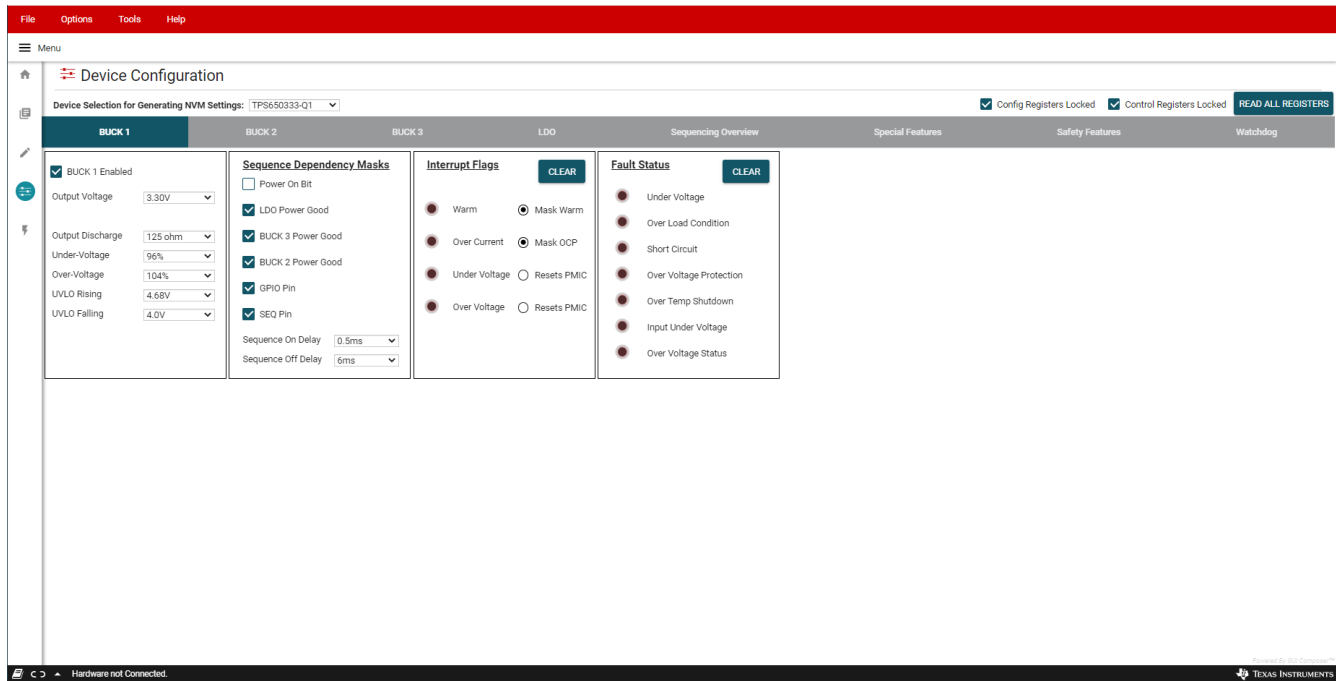 File Options Tools Help
Menu
Device Configuration
Device Selection for Generating NVM Settings: TPS650333-Q1 Config Registers Locked Control Registers Locked READ ALL REGISTERS
BUCK 1 BUCK 2 BUCK 3 LDO Sequencing Overview Special Features Safety Features Watchdog
BUCK 1 Enabled
Output Voltage 3.30V
Output Discharge 125 ohm
Under-Voltage 96%
Over-Voltage 104%
UVLO Rising 4.68V
UVLO Falling 4.0V
Sequence Dependency Masks
Power On Bit
LDO Power Good
BUCK 3 Power Good
BUCK 2 Power Good
GPIO Pin
SEQ Pin
Sequence On Delay 0.5ms
Sequence Off Delay 6ms
Interrupt Flags CLEAR
Warm Mask Warm
Over Current Mask OCP
Under Voltage Resets PMIC
Over Voltage Resets PMIC
Fault Status CLEAR
Under Voltage
Over Load Condition
Short Circuit
Over Voltage Protection
Over Temp Shutdown
Input Under Voltage
Over Voltage Status
Powered By GUI Composer™
Hardware not Connected. TEXAS INSTRUMENTS